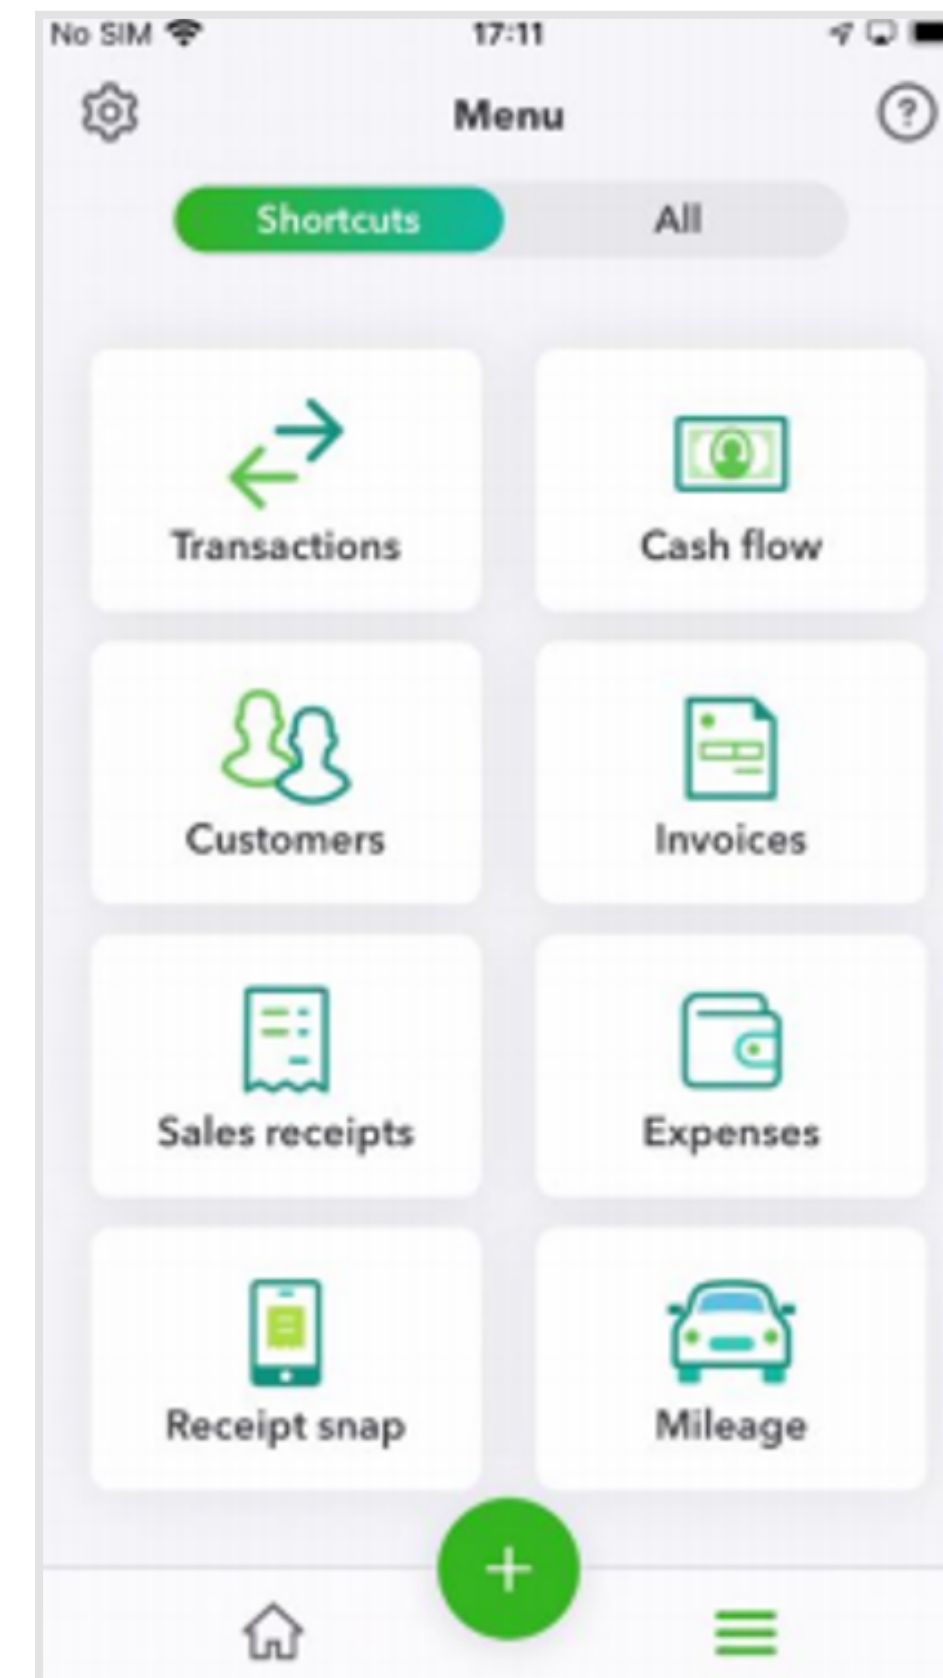 No SIM 17:11
Menu
?
Shortcuts All
Transactions Cash flow
Customers Invoices
Sales receipts Expenses
Receipt snap Mileage
+